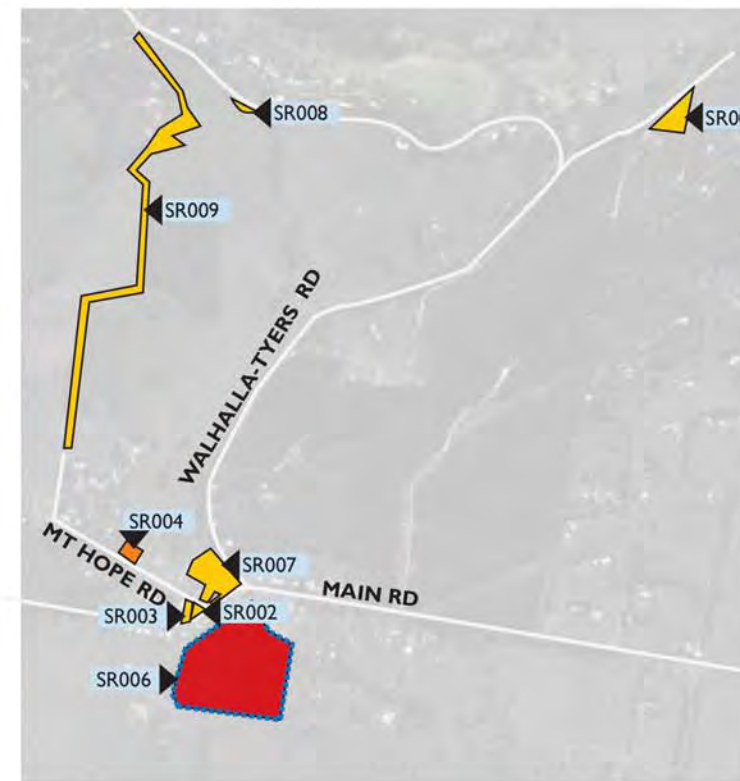 SR008
SR009
WALHALLA-TYERS RD
SR004
MT HOPE RD
SR007
MAIN RD
SR003
SR002
SR006